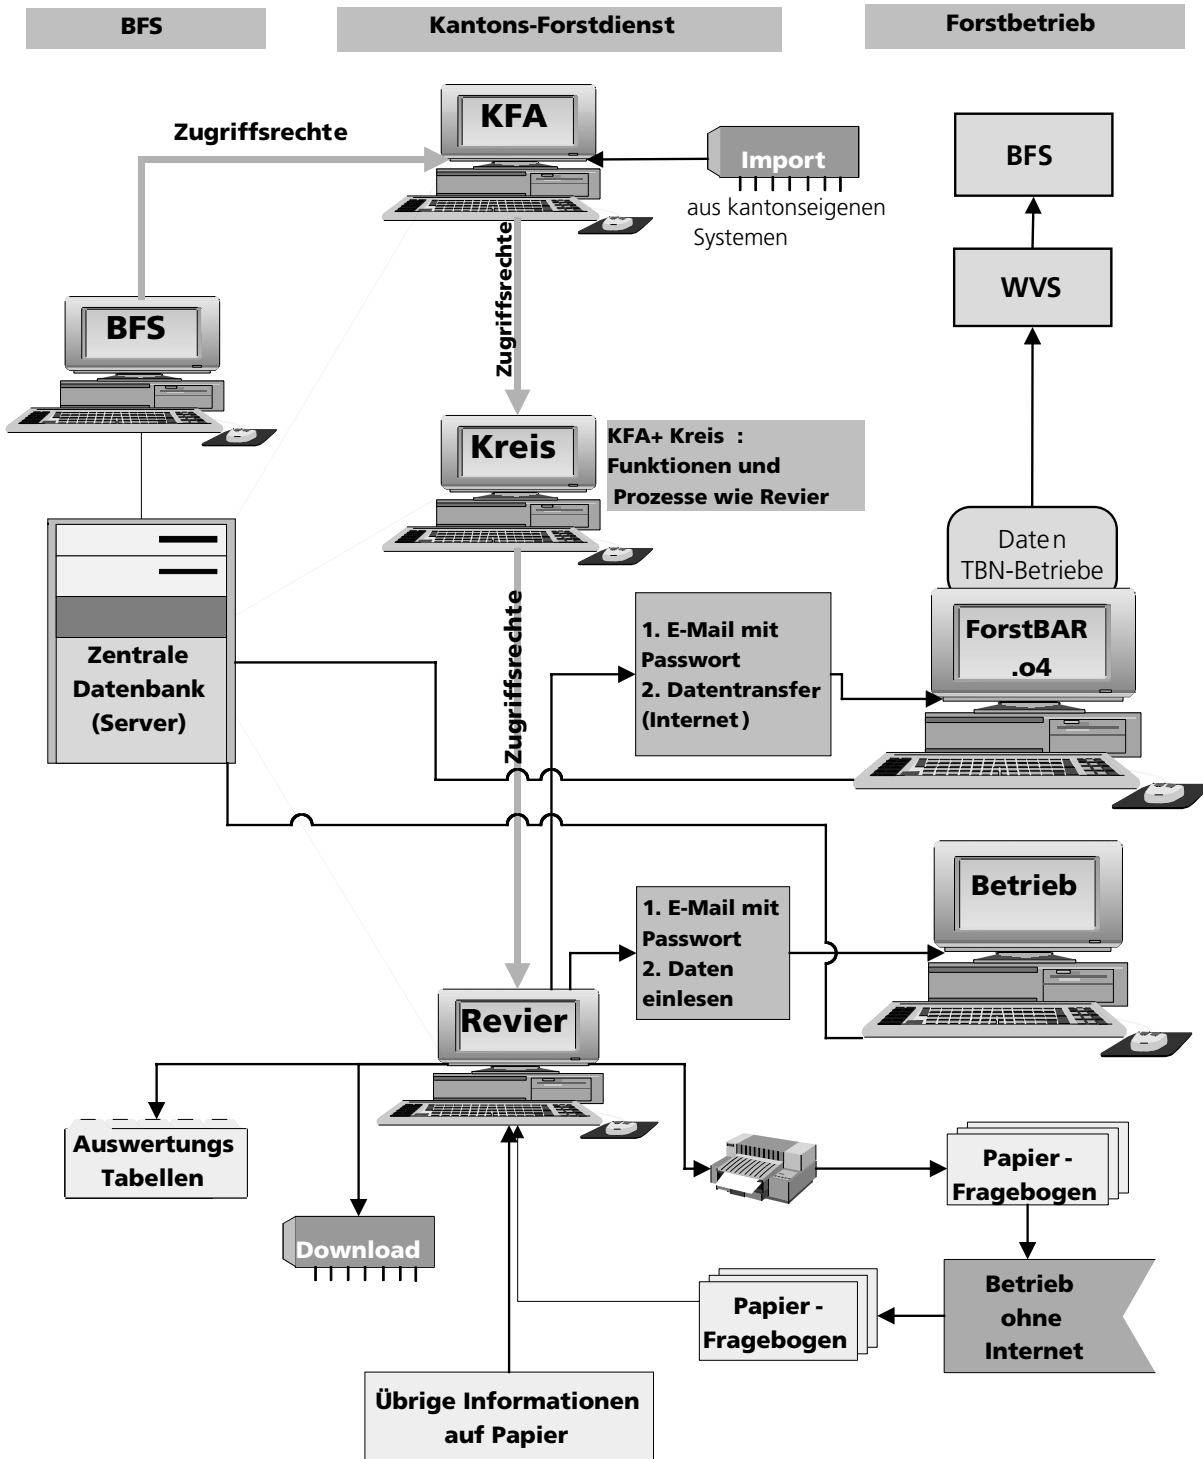 BFS
Kantons-Forstdienst
Forstbetrieb
KFA
Zugriffsrechte
Import
aus kantonseigenen
Systemen
BFS
WVS
Zugriffsrechte
BFS
Kreis
KFA+ Kreis :
Funktionen und
Prozesse wie Revier
Daten
TBN-Betriebe
ForstBAR
.o4
Zentrale
Datenbank
(Server)
Zugriffsrechte
1. E-Mail mit
Passwort
2. Datentransfer
(Internet)
Betrieb
1. E-Mail mit
Passwort
2. Daten
einlesen
Revier
Auswertungs
Tabellen
Download
Papier -
Fragebogen
Papier -
Fragebogen
Betrieb
ohne
Internet
Übrige Informationen
auf Papier